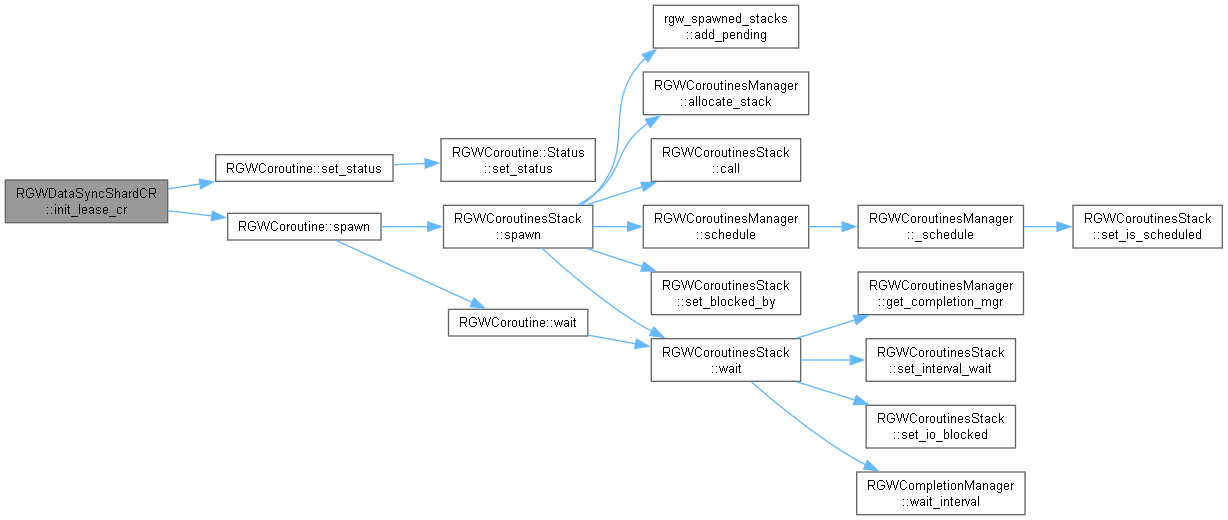 rgw_spawned_stacks
::add_pending
RGWCoroutinesManager
::allocate_stack
RGWCoroutine::Status
::set_status
RGWCoroutinesStack
::call
RGWCoroutine::set_status
RGWDataSyncShardCR
::init_lease_cr
RGWCoroutine::spawn
RGWCoroutinesStack
::spawn
RGWCoroutinesManager
::schedule
RGWCoroutinesManager
::_schedule
RGWCoroutinesStack
::set_is_scheduled
RGWCoroutinesStack
::set_blocked_by
RGWCoroutinesManager
::get_completion_mgr
RGWCoroutine::wait
RGWCoroutinesStack
::wait
RGWCoroutinesStack
::set_interval_wait
RGWCoroutinesStack
::set_io_blocked
RGWCompletionManager
::wait_interval